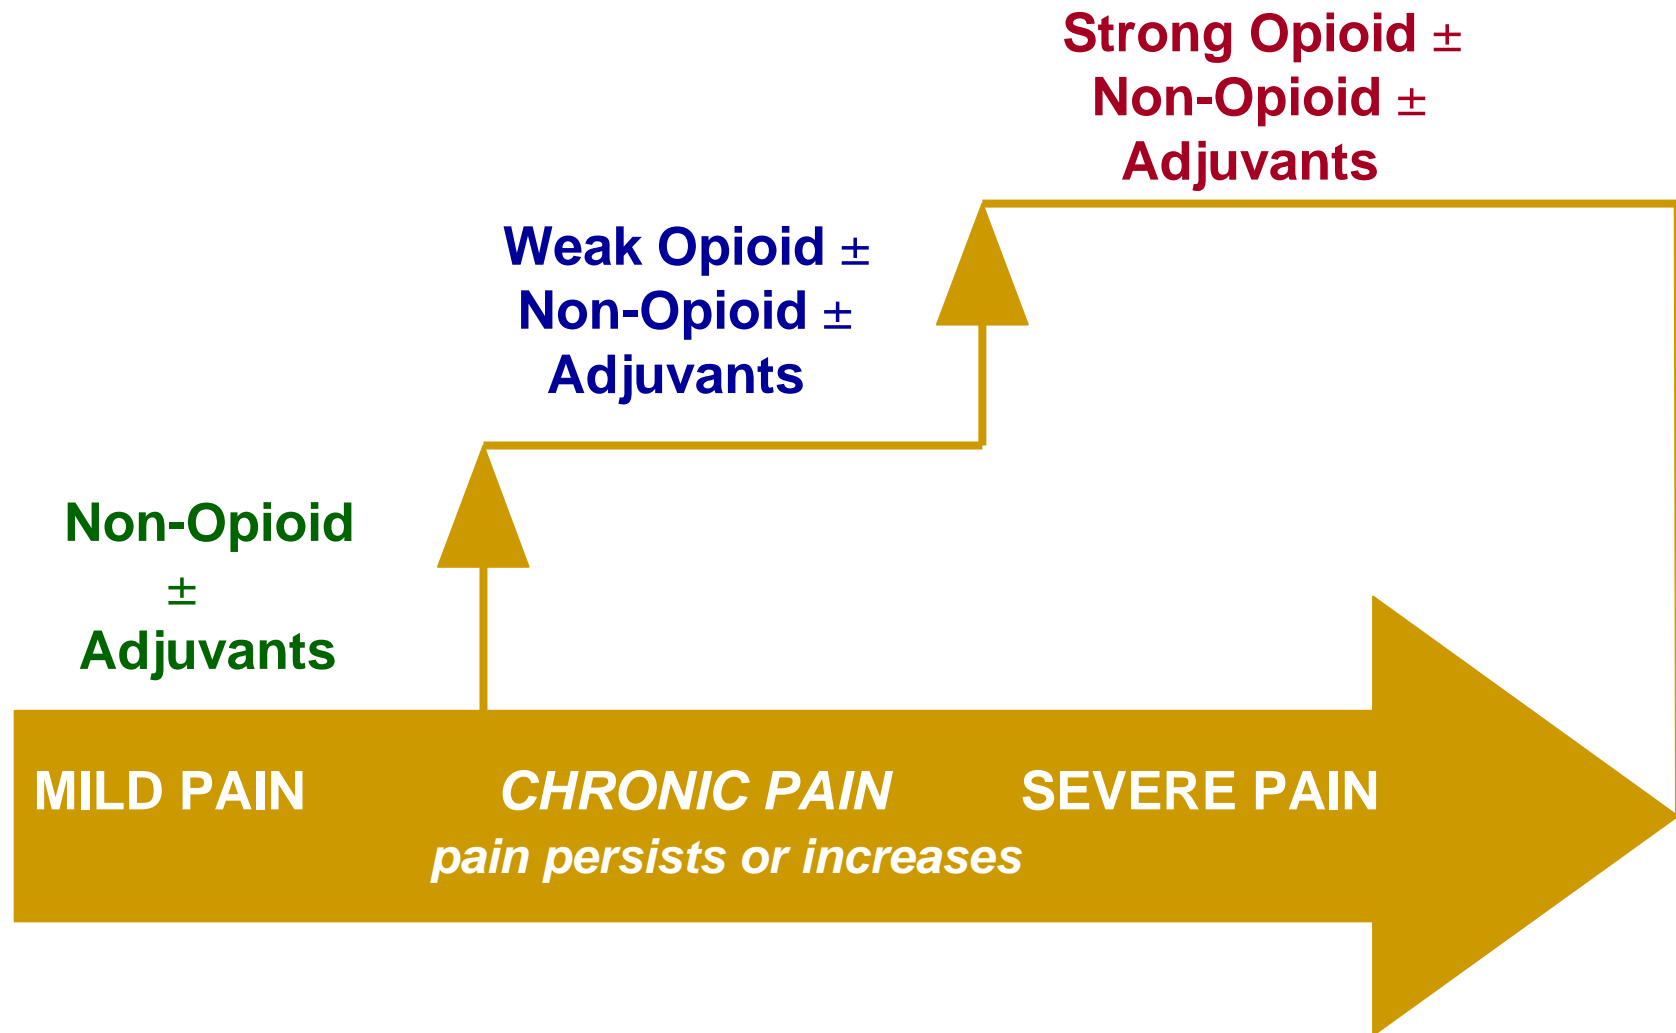 Strong Opioid ±
Non-Opioid ±
Adjuvants
Weak Opioid ±
Non-Opioid ±
Adjuvants
Non-Opioid
±
Adjuvants
MILD PAIN
CHRONIC PAIN
pain persists or increases
SEVERE PAIN